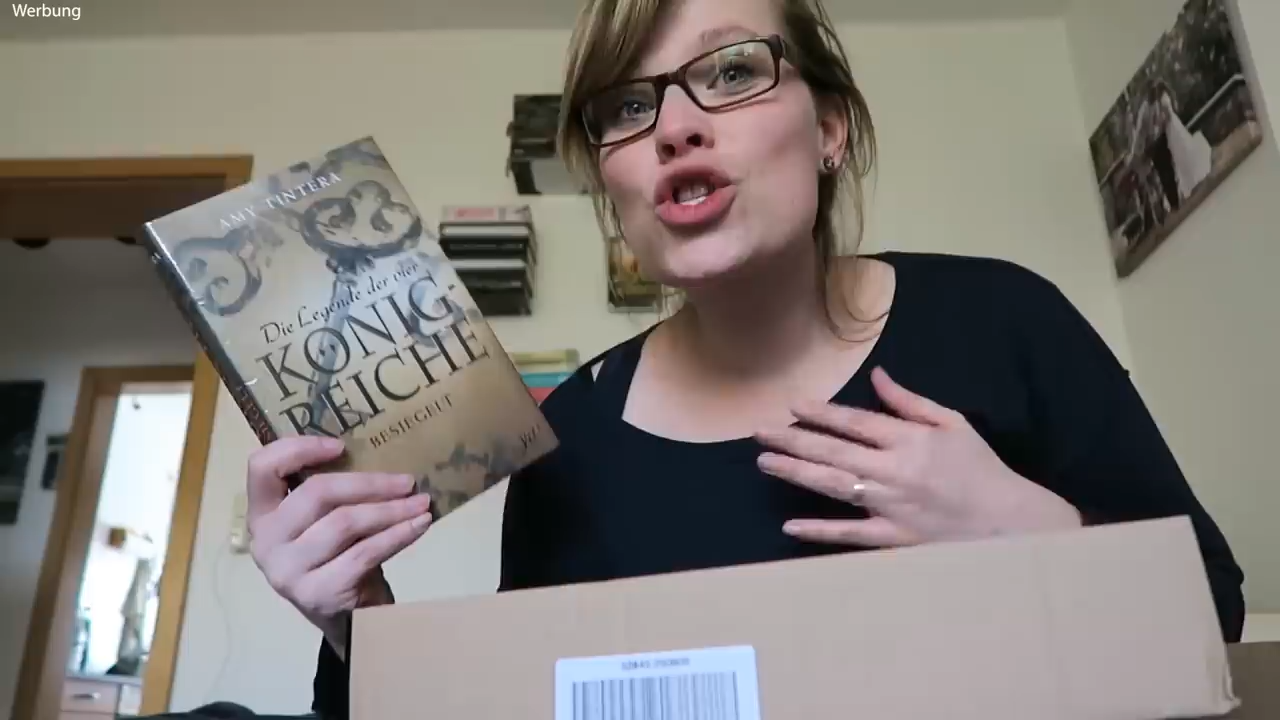 Werbung
AMY TINTERA
Die Legende der vier
KÖNIG-
REICHE
BESIEGELT